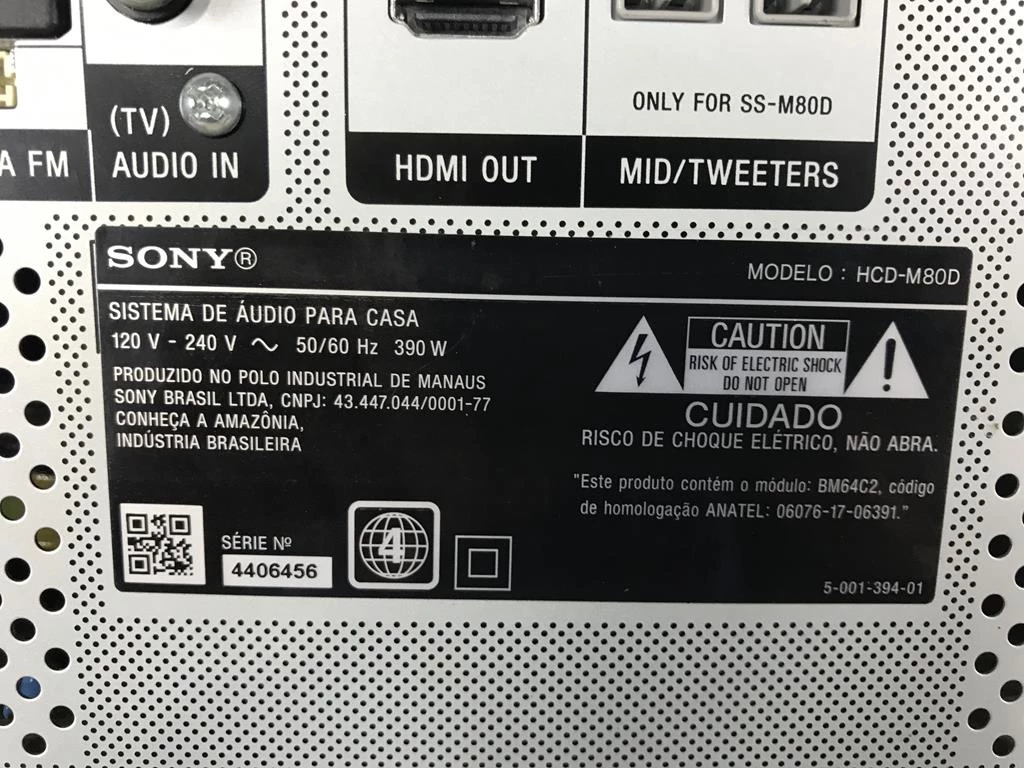 ONLY FOR SS-M80D
(TV)
A FM
AUDIO IN
HDMI OUT
MID/TWEETERS
SONY®
MODELO : HCD-M80D
SISTEMA DE ÁUDIO PARA CASA
120 V - 240 V ～ 50/60 Hz 390 W
PRODUZIDO NO POLO INDUSTRIAL DE MANAUS
SONY BRASIL LTDA, CNPJ: 43.447.044/0001-77
CONHEÇA A AMAZÔNIA,
INDÚSTRIA BRASILEIRA
CAUTION
RISK OF ELECTRIC SHOCK
DO NOT OPEN
CUIDADO
RISCO DE CHOQUE ELÉTRICO, NÃO ABRA.
"Este produto contém o módulo: BM64C2, código
de homologação ANATEL: 06076-17-06391."
SÉRIE Nº
4406456
4
5-001-394-01